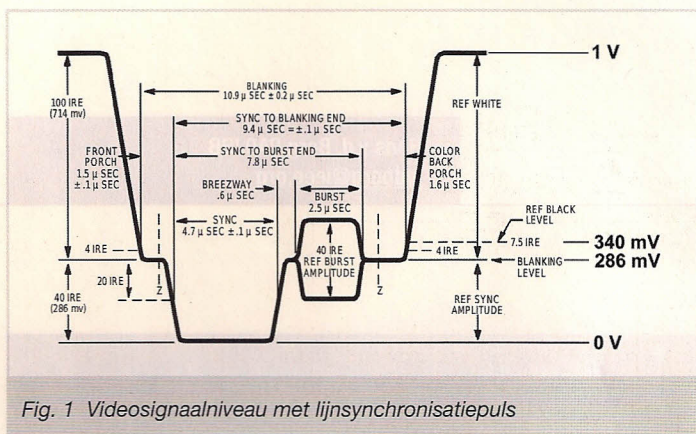 1 V
BLANKING
10.9 µ SEC ± 0.2 µ SEC
100 IRE
(714 mv)
REF WHITE
SYNC TO BLANKING END
9.4 µ SEC = ±.1 µ SEC
FRONT
PORCH
1.5 µ SEC
±.1 µ SEC
SYNC TO BURST END
7.8 µ SEC
COLOR
BACK
PORCH
1.6 µ SEC
BREEZWAY
.6 µ SEC
BURST
2.5 µ SEC
SYNC
4.7 µ SEC ±.1 µ SEC
REF BLACK
LEVEL
4 IRE
Z
40 IRE
REF BURST
AMPLITUDE
Z
7.5 IRE
340 mV
4 IRE
BLANKING
LEVEL
286 mV
20 IRE
40 IRE
(286 mv)
REF SYNC
AMPLITUDE
0 V
Fig. 1 Videosignaalniveau met lijnsynchronisatiepuls